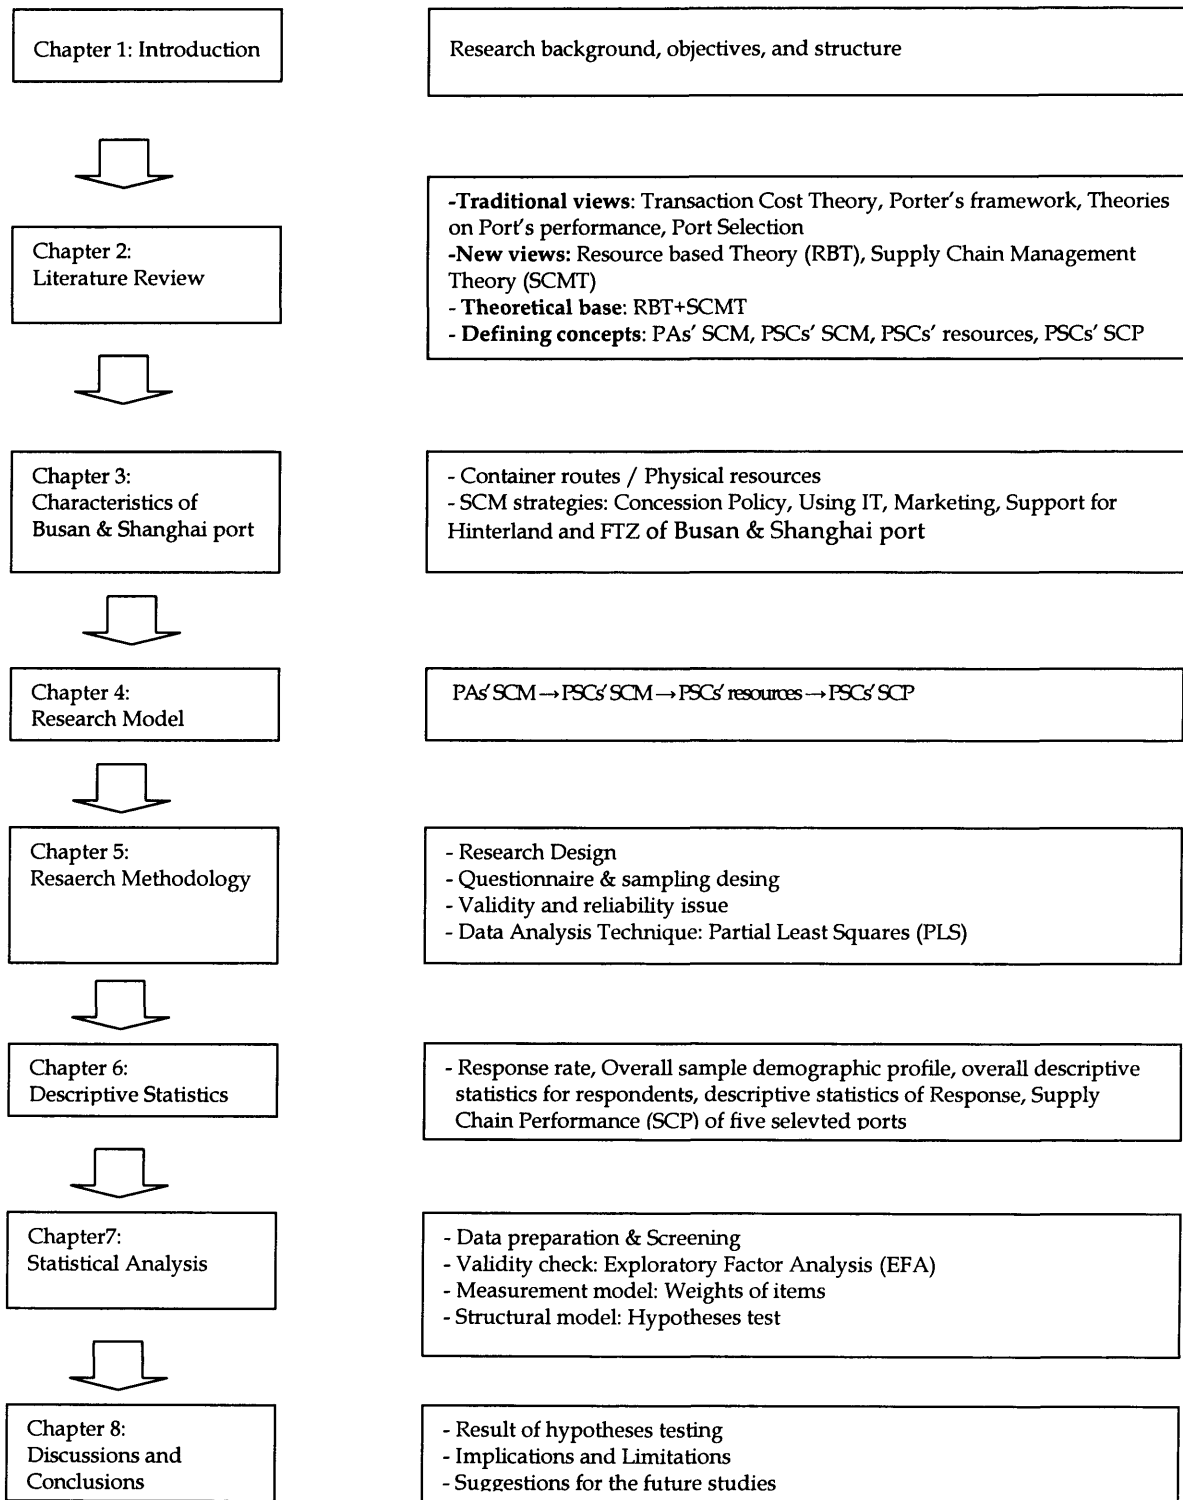 Chapter 1: Introduction
Research background, objectives, and structure
Chapter 2:
Literature Review
-Traditional views: Transaction Cost Theory, Porter's framework, Theories
on Port's performance, Port Selection
-New views: Resource based Theory (RBT), Supply Chain Management
Theory (SCMT)
- Theoretical base: RBT+SCMT
- Defining concepts: PAs' SCM, PSCs' SCM, PSCs' resources, PSCs' SCP
Chapter 3:
Characteristics of
Busan & Shanghai port
- Container routes / Physical resources
- SCM strategies: Concession Policy, Using IT, Marketing, Support for
Hinterland and FTZ of Busan & Shanghai port
Chapter 4:
Research Model
PAs' SCM → PSCs' SCM → PSCs' resources → PSCs' SCP
Chapter 5:
Resaerch Methodology
- Research Design
- Questionnaire & sampling desing
- Validity and reliability issue
- Data Analysis Technique: Partial Least Squares (PLS)
Chapter 6:
Descriptive Statistics
- Response rate, Overall sample demographic profile, overall descriptive
statistics for respondents, descriptive statistics of Response, Supply
Chain Performance (SCP) of five selevted ports
Chapter7:
Statistical Analysis
- Data preparation & Screening
- Validity check: Exploratory Factor Analysis (EFA)
- Measurement model: Weights of items
- Structural model: Hypotheses test
Chapter 8:
Discussions and
Conclusions
- Result of hypotheses testing
- Implications and Limitations
- Suggestions for the future studies